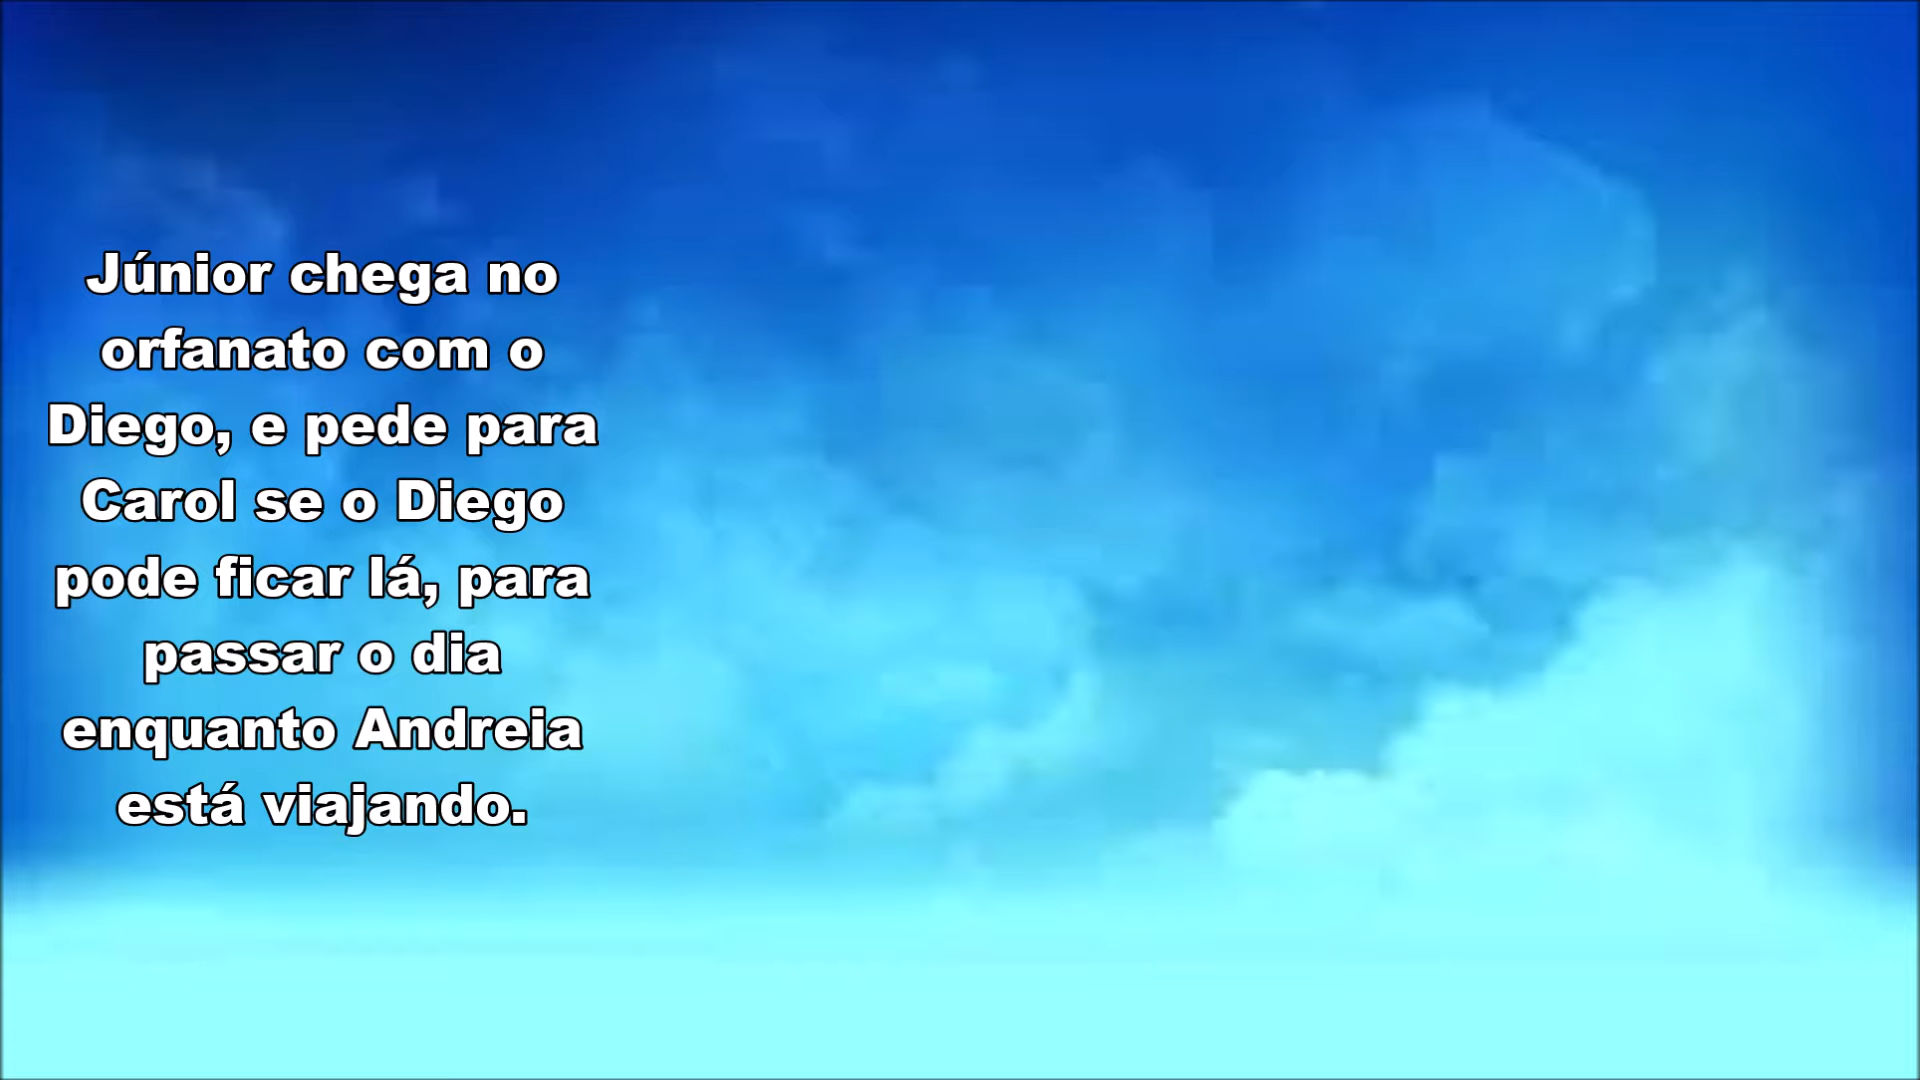 Júnior chega no
orfanato com o
Diego, e pede para
Carol se o Diego
pode ficar lá, para
passar o dia
enquanto Andreia
está viajando.